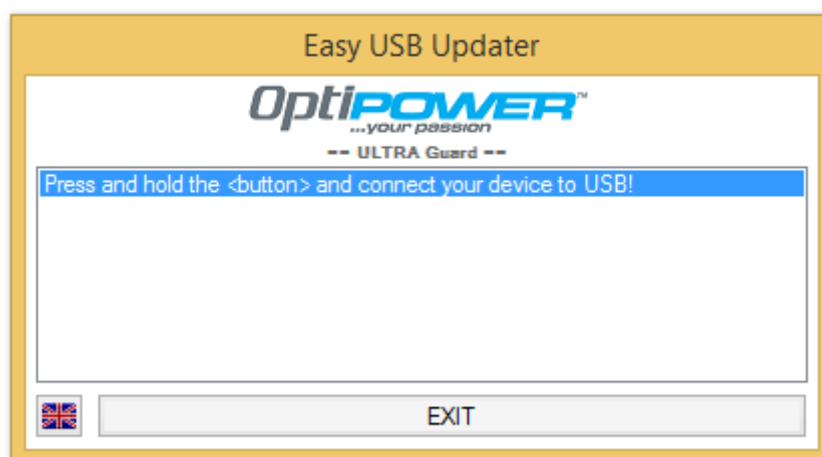 Easy USB Updater
OptiPOWER™
...your passion
-- ULTRA Guard --
Press and hold the <button> and connect your device to USB!
EXIT